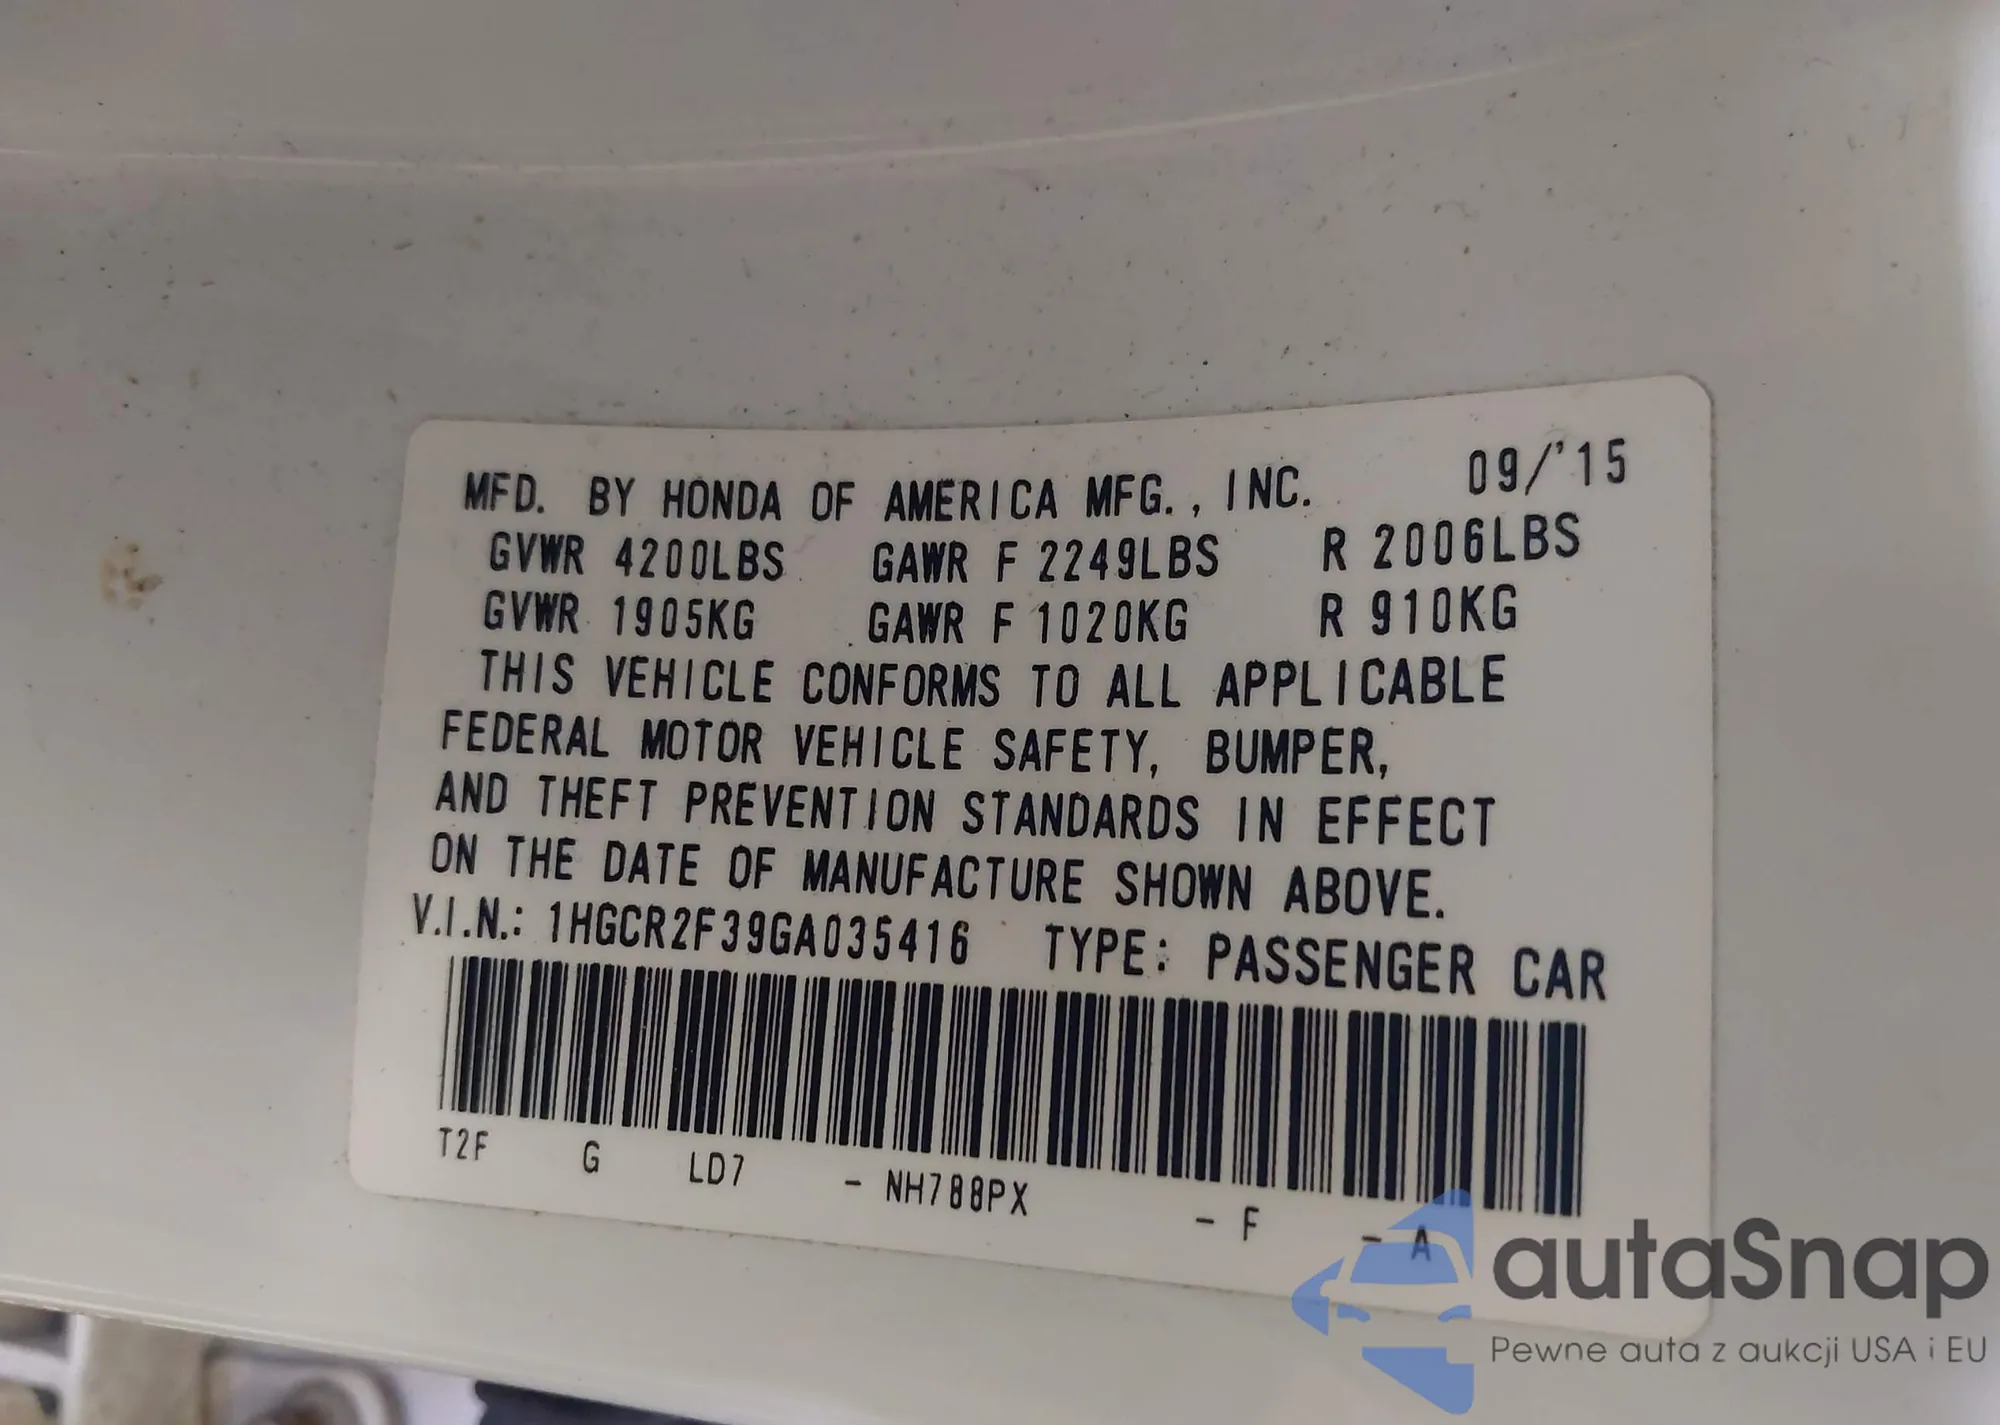 MFD. BY HONDA OF AMERICA MFG., INC. 09/'15
GVWR 4200LBS GAWR F 2249LBS R 2006LBS
GVWR 1905KG GAWR F 1020KG R 910KG
THIS VEHICLE CONFORMS TO ALL APPLICABLE
FEDERAL MOTOR VEHICLE SAFETY, BUMPER,
AND THEFT PREVENTION STANDARDS IN EFFECT
ON THE DATE OF MANUFACTURE SHOWN ABOVE.
V.I.N.: 1HGCR2F39GA035416 TYPE: PASSENGER CAR
T2F G LD7 - NH788PX - F - A
autaSnap
Pewne auta z aukcji USA i EU